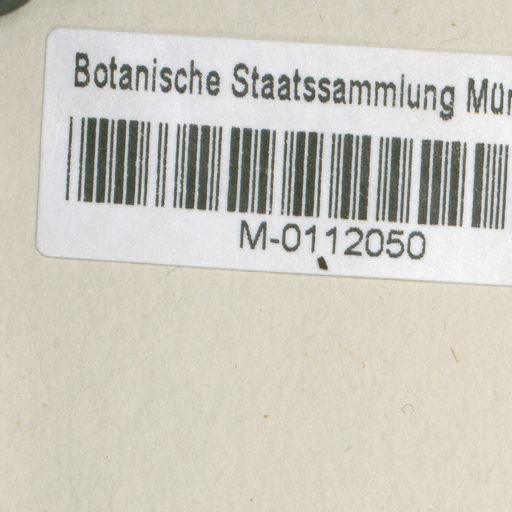 Botanische Staatssammlung Mün
M-0112050